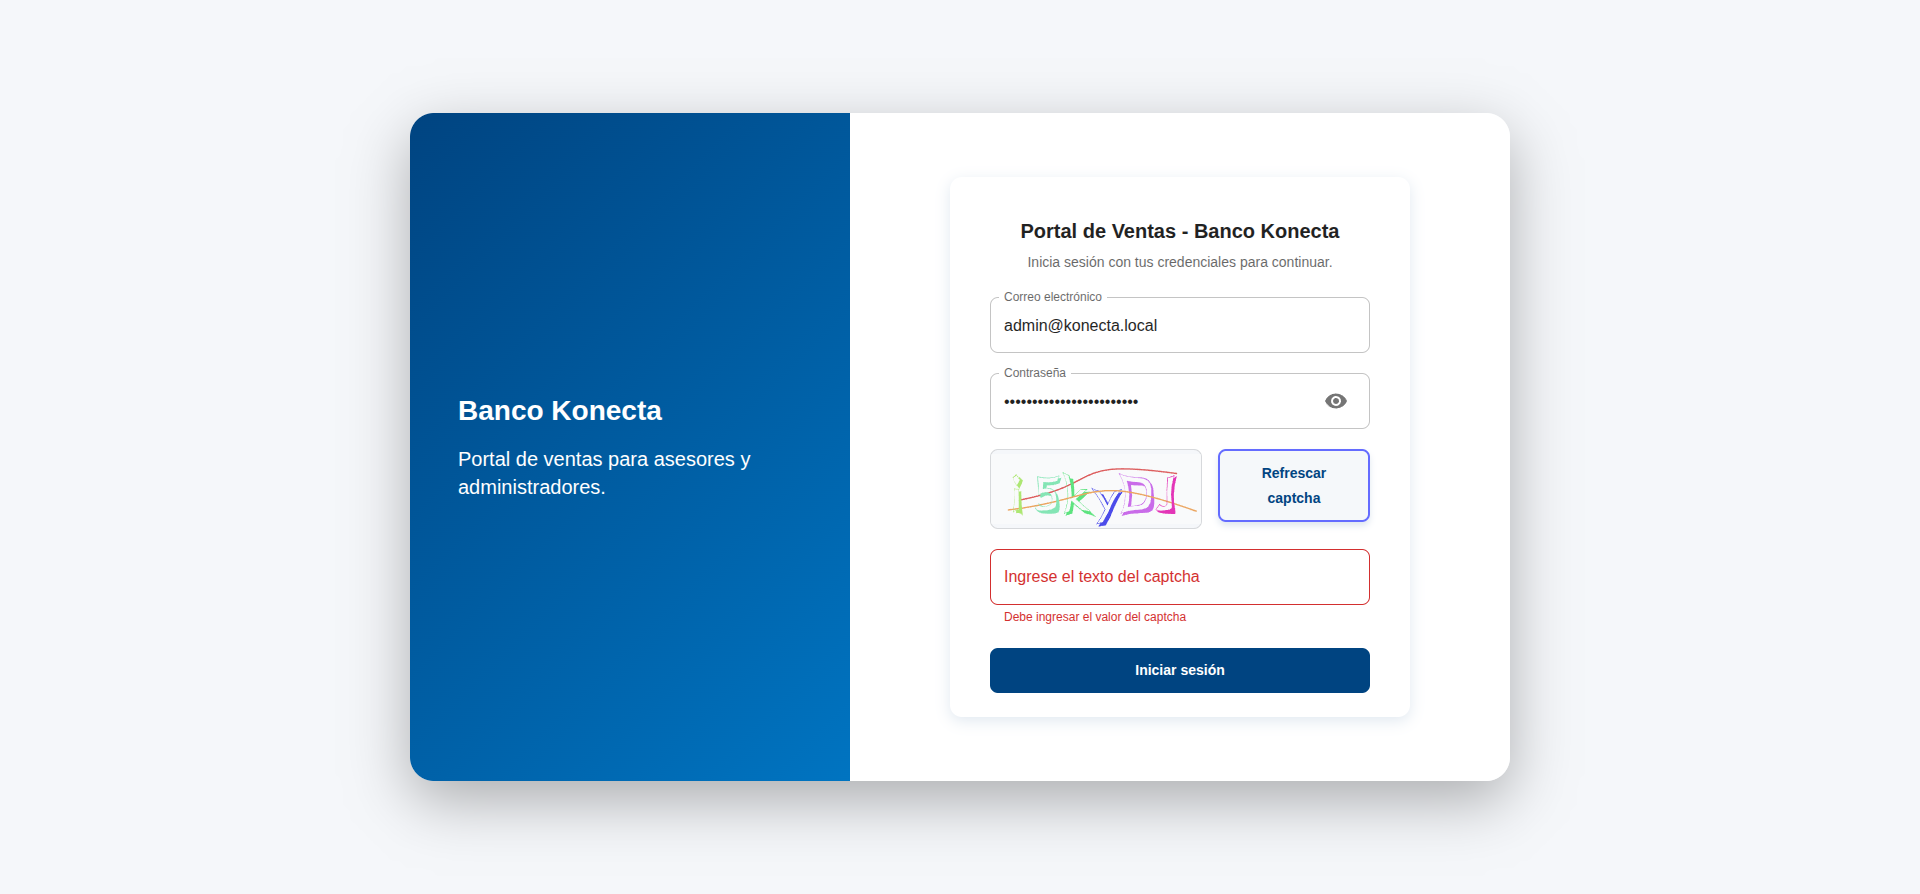 Banco Konecta
Portal de ventas para asesores y
administradores.
Portal de Ventas - Banco Konecta
Inicia sesión con tus credenciales para continuar.
Correo electrónico
admin@konecta.local
Contraseña
••••••••••••••••••••••••
Refrescar
captcha
Ingrese el texto del captcha
Debe ingresar el valor del captcha
Iniciar sesión